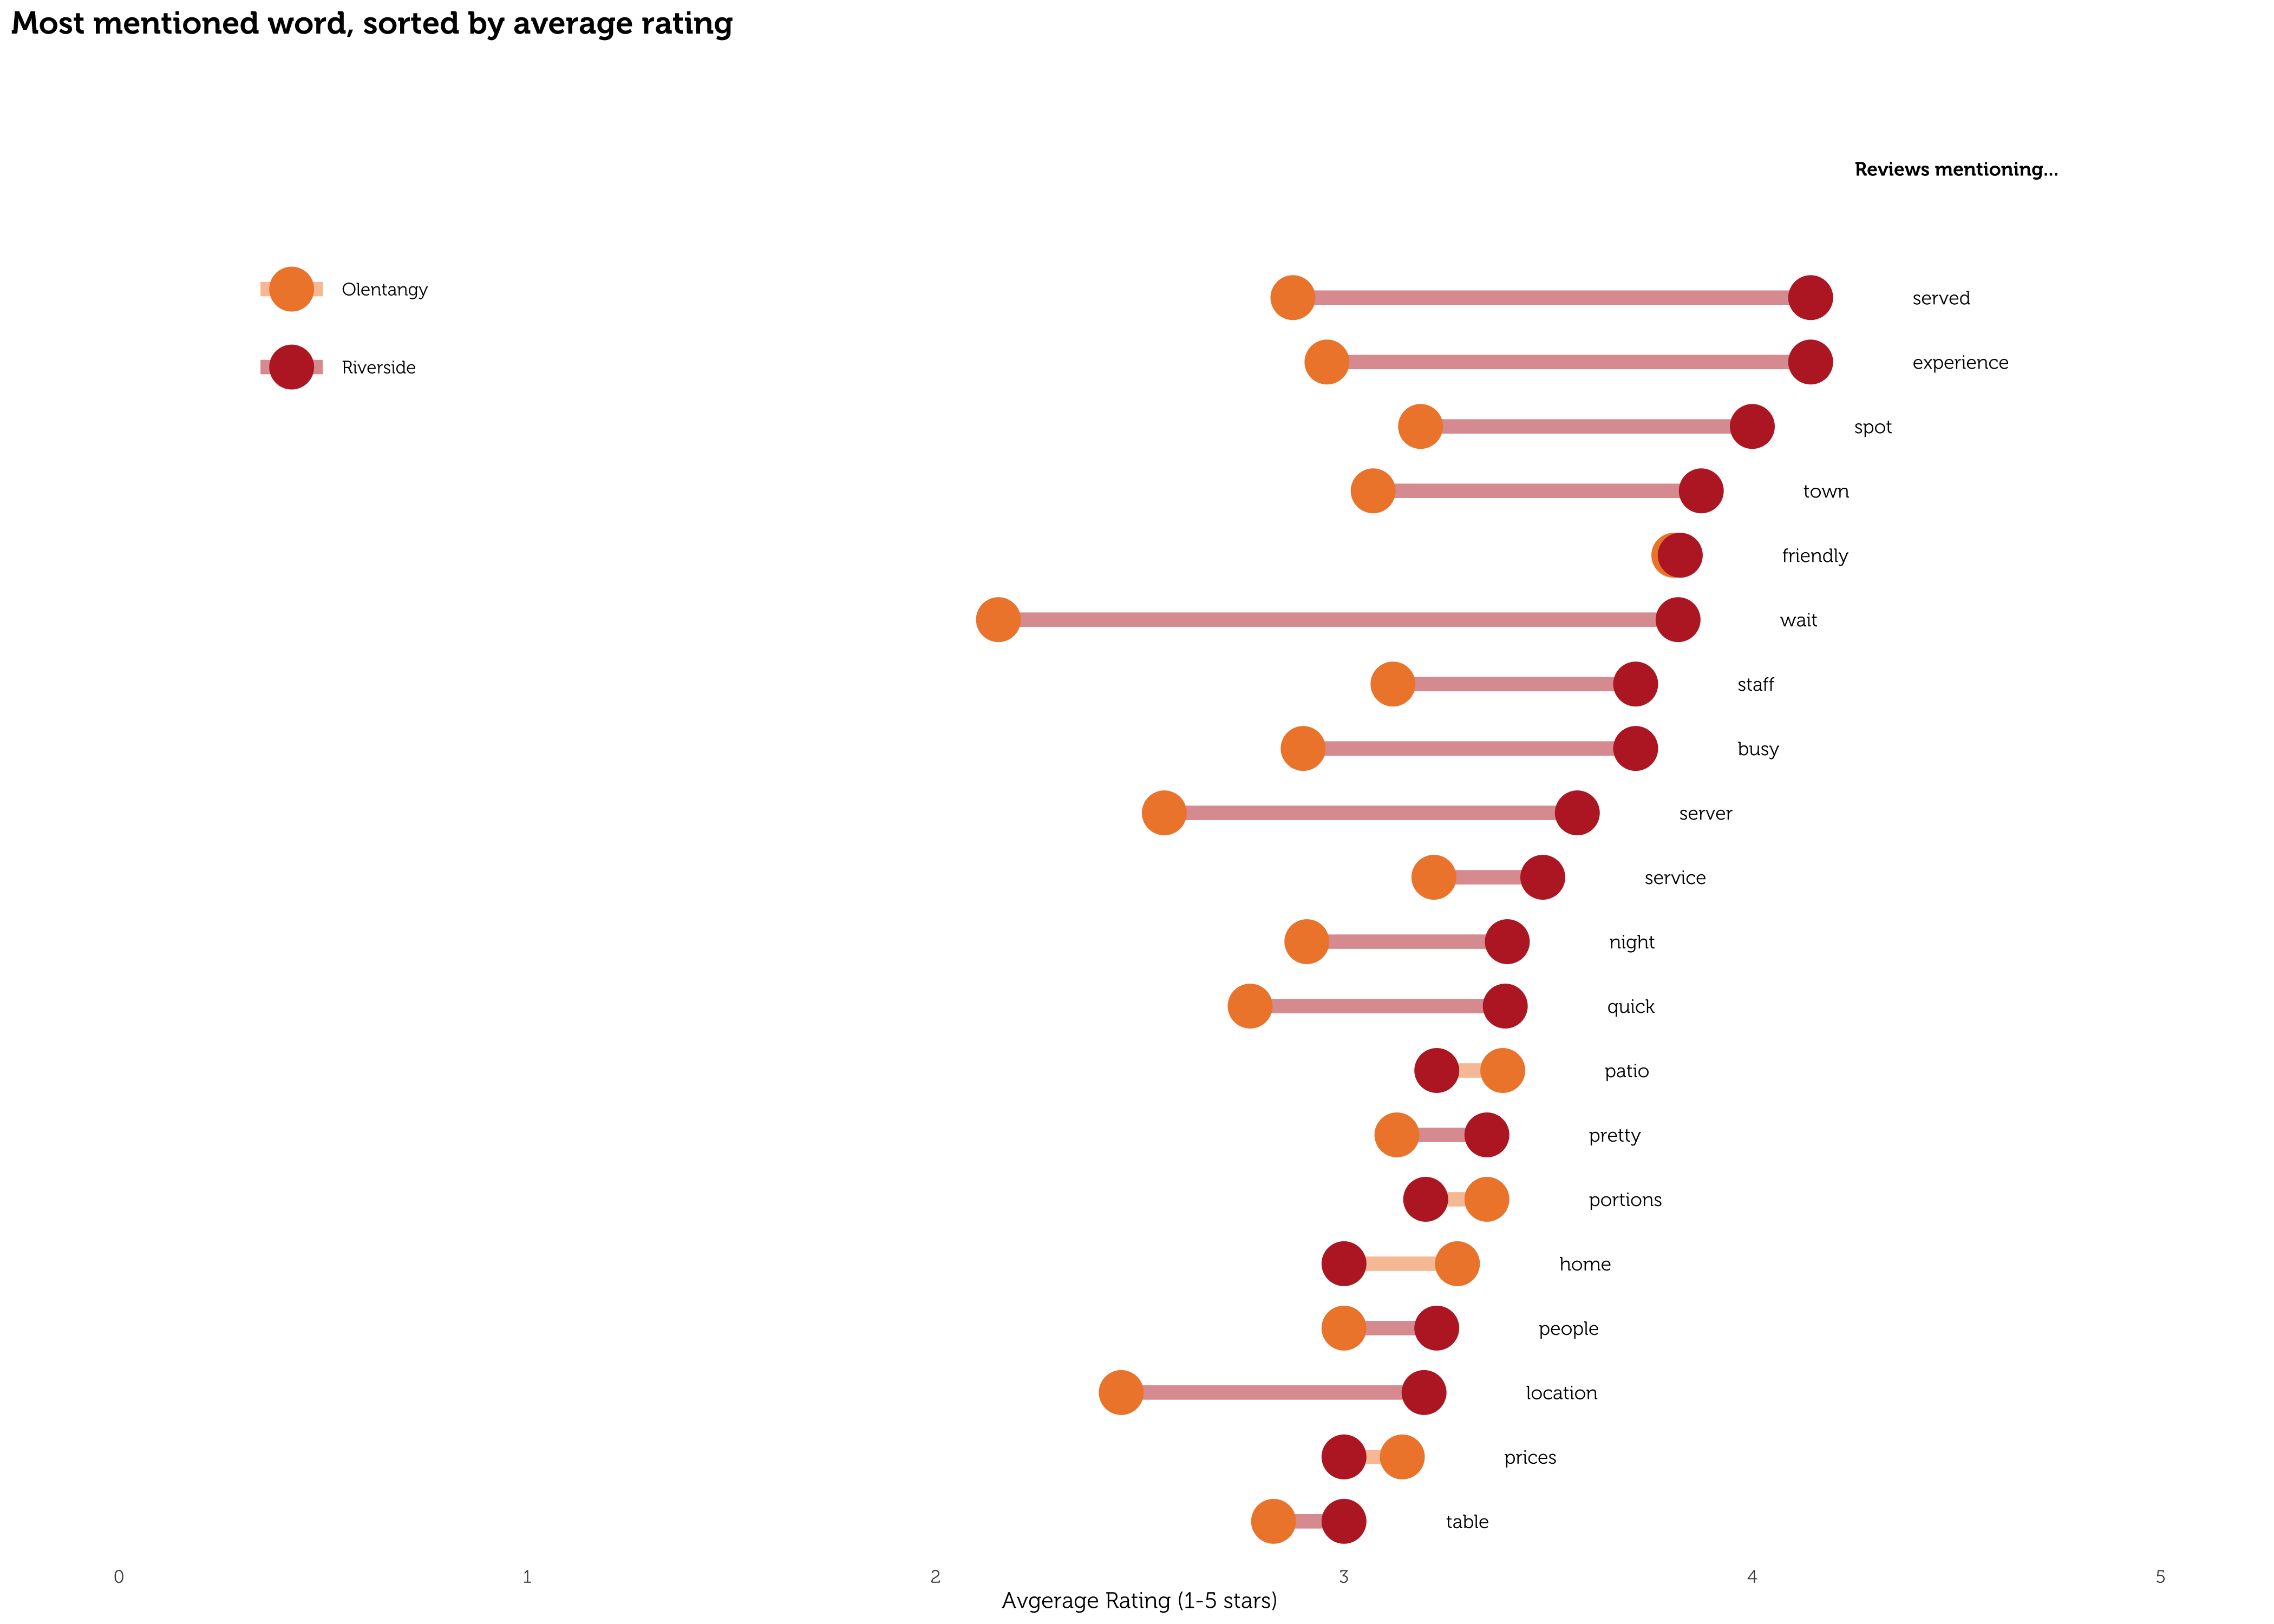 Most mentioned word, sorted by average rating
Reviews mentioning...
Olentangy
Riverside
served
experience
spot
town
friendly
wait
staff
busy
server
service
night
quick
patio
pretty
portions
home
people
location
prices
table
0 1 2 3 4 5
Avgerage Rating (1-5 stars)